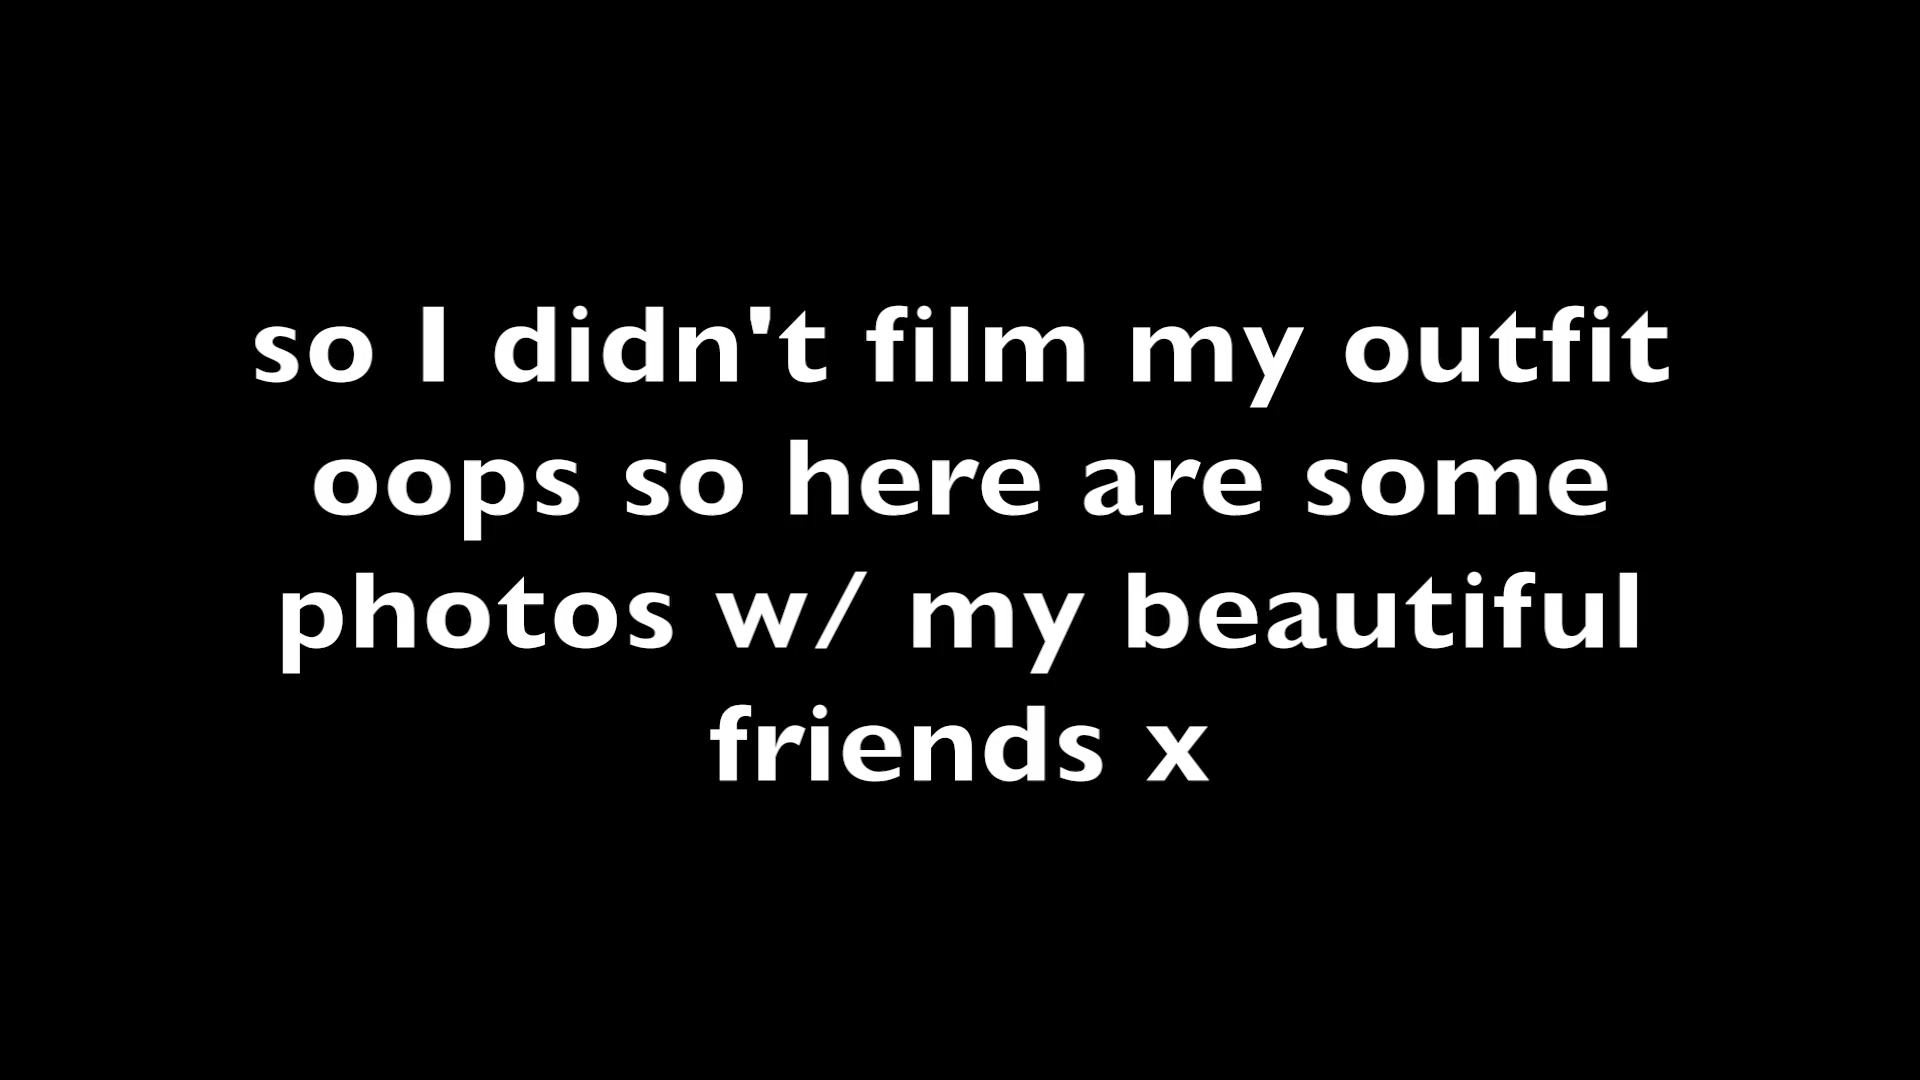 so I didn't film my outfit
oops so here are some
photos w/ my beautiful
friends x